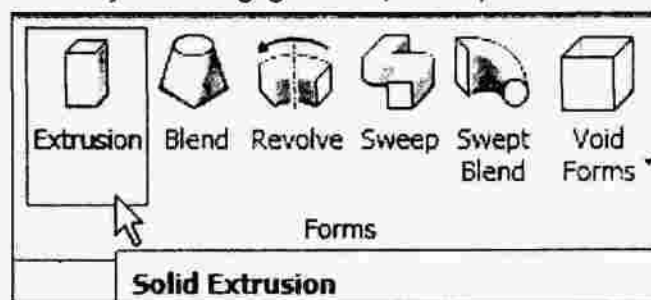 Extrusion Blend Revolve Sweep Swept Void
Blend Forms
Forms
Solid Extrusion